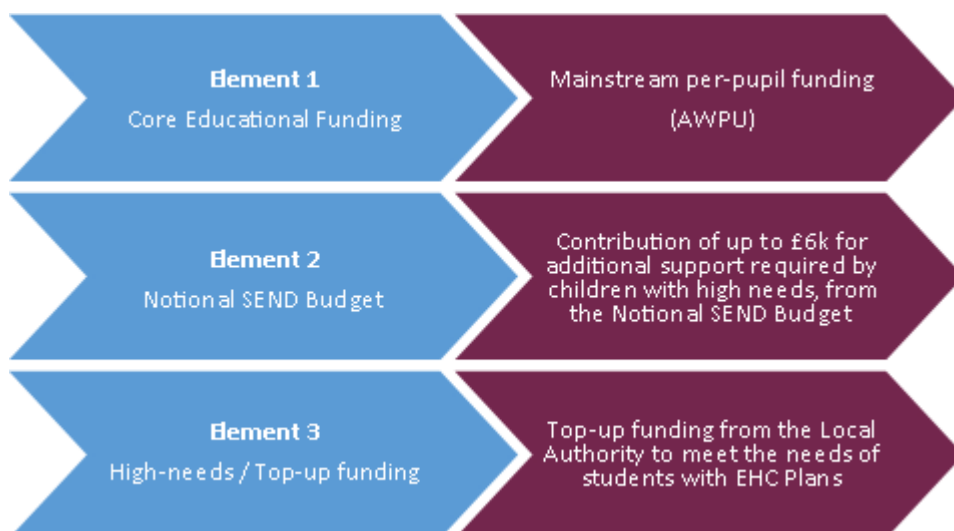 Element 1
Core Educational Funding
Mainstream per-pupil funding
(AWPU)
Element 2
Notional SEND Budget
Contribution of up to £6k for
additional support required by
children with high needs, from
the Notional SEND Budget
Element 3
High-needs / Top-up funding
Top-up funding from the Local
Authority to meet the needs of
students with EHC Plans